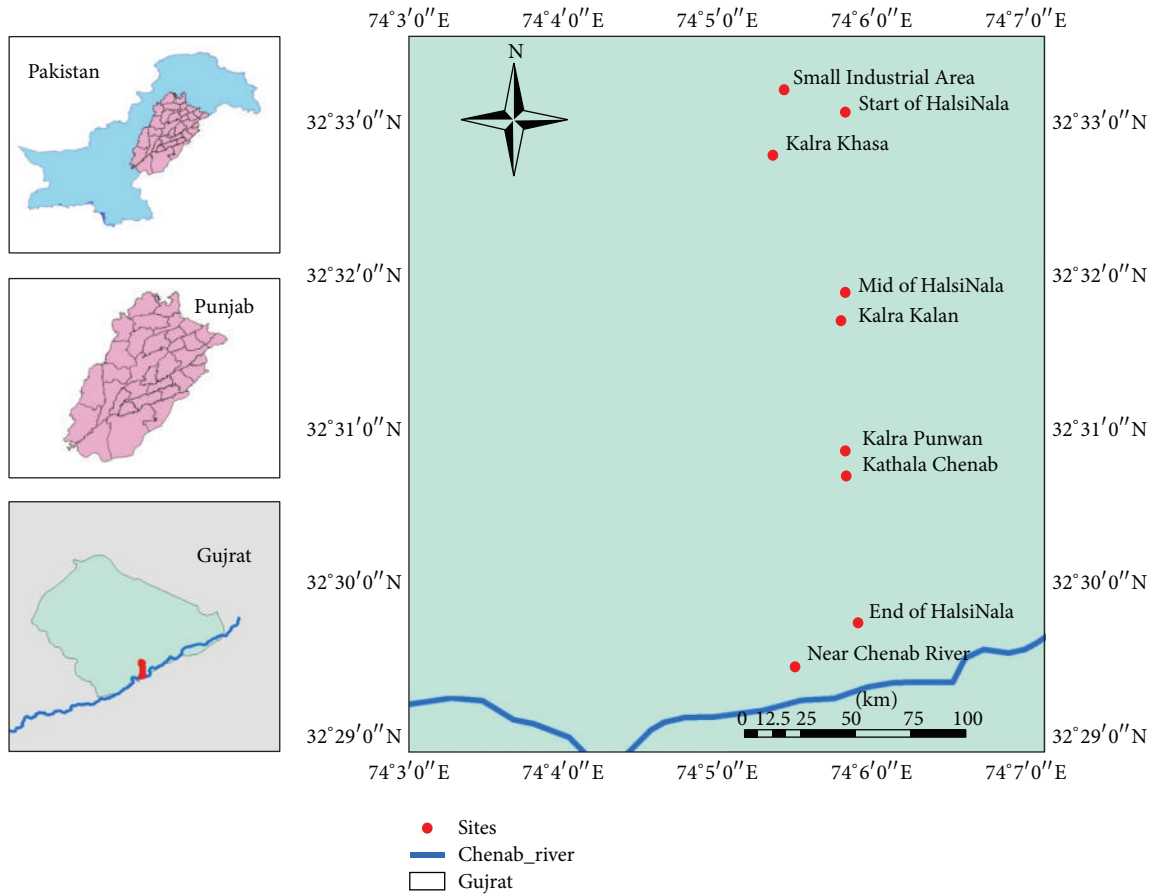 Pakistan
Punjab
Gujrat
74°3′0″E 74°4′0″E 74°5′0″E 74°6′0″E 74°7′0″E
N
Small Industrial Area
Start of HalsiNala
32°33′0″N 32°33′0″N
Kalra Khasa
32°32′0″N 32°32′0″N
Mid of HalsiNala
Kalra Kalan
32°31′0″N 32°31′0″N
Kalra Punwan
Kathala Chenab
32°30′0″N 32°30′0″N
End of HalsiNala
Near Chenab River
(km)
0 12.5 25 50 75 100
32°29′0″N 32°29′0″N
74°3′0″E 74°4′0″E 74°5′0″E 74°6′0″E 74°7′0″E
Sites
Chenab_river
Gujrat